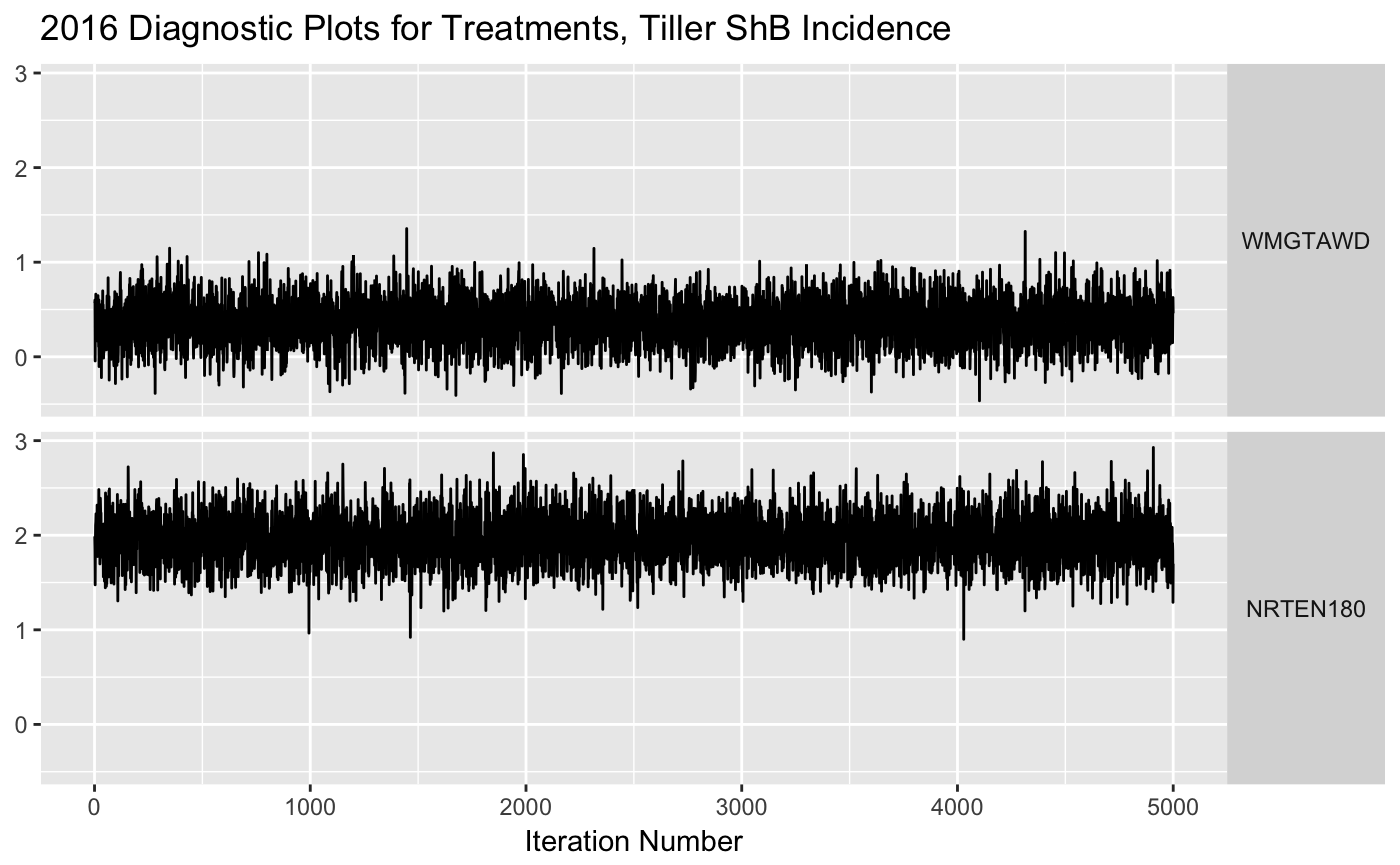 2016 Diagnostic Plots for Treatments, Tiller ShB Incidence
3
2
1
0
WMGTAWD
3
2
1
0
NRTEN180
0 1000 2000 3000 4000 5000
Iteration Number